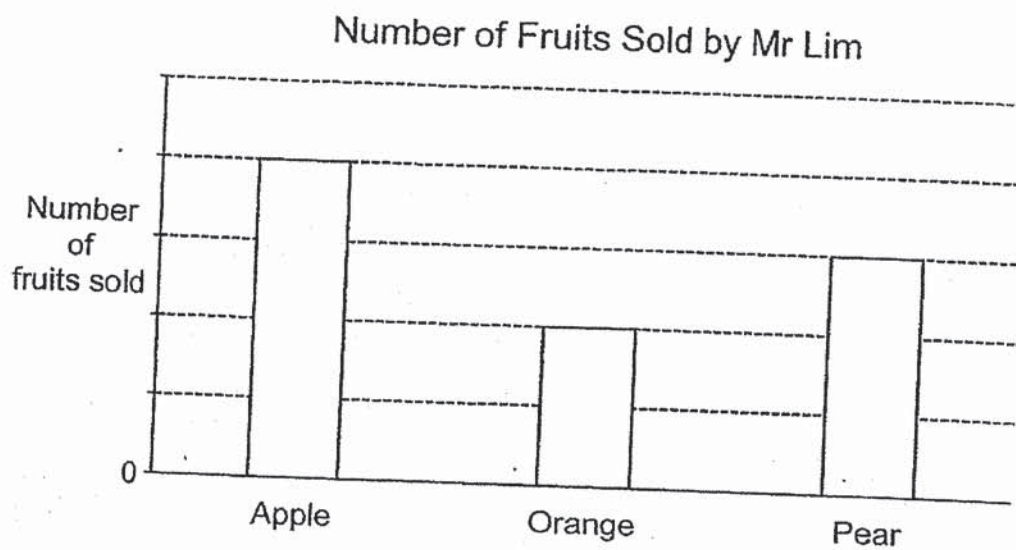 Number of Fruits Sold by Mr Lim
Number
of
fruits sold
0
Apple
Orange
Pear